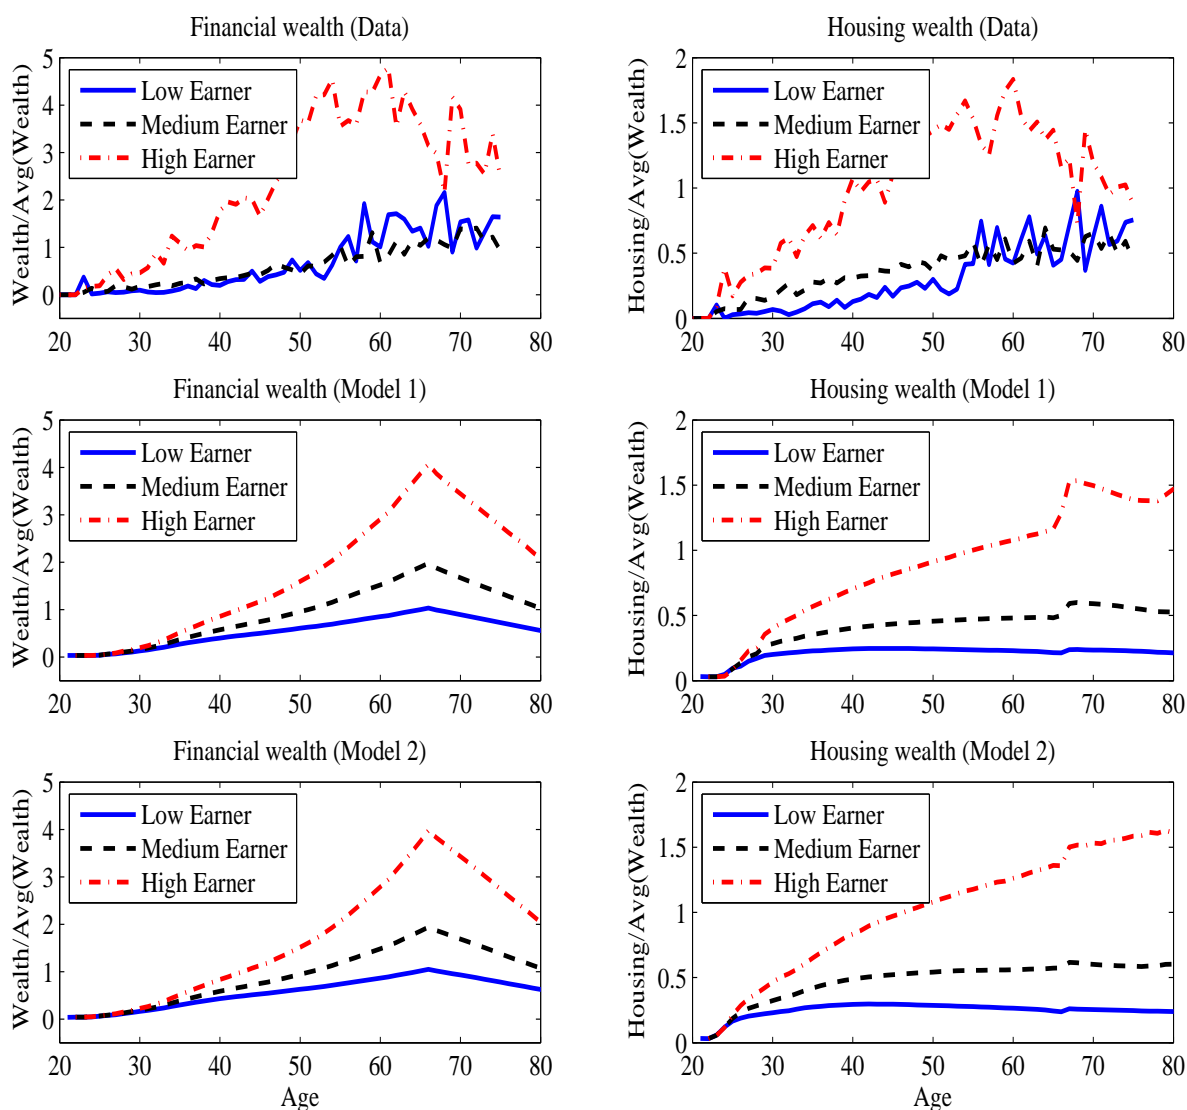 Financial wealth (Data)
Wealth/Avg(Wealth)
5
4
3
2
1
0
Low Earner
Medium Earner
High Earner
20 30 40 50 60 70 80
Housing wealth (Data)
Housing/Avg(Wealth)
2
1.5
1
0.5
0
Low Earner
Medium Earner
High Earner
20 30 40 50 60 70 80
Financial wealth (Model 1)
Wealth/Avg(Wealth)
5
4
3
2
1
0
Low Earner
Medium Earner
High Earner
20 30 40 50 60 70 80
Housing wealth (Model 1)
Housing/Avg(Wealth)
2
1.5
1
0.5
0
Low Earner
Medium Earner
High Earner
20 30 40 50 60 70 80
Financial wealth (Model 2)
Wealth/Avg(Wealth)
5
4
3
2
1
0
Low Earner
Medium Earner
High Earner
20 30 40 50 60 70 80
Age
Housing wealth (Model 2)
Housing/Avg(Wealth)
2
1.5
1
0.5
0
Low Earner
Medium Earner
High Earner
20 30 40 50 60 70 80
Age